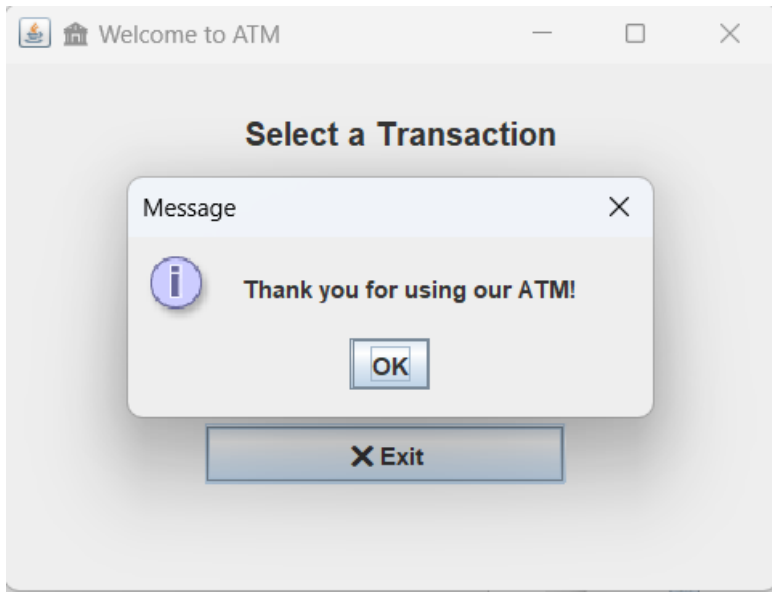 🏛 Welcome to ATM
Select a Transaction
Message
Thank you for using our ATM!
OK
❌ Exit